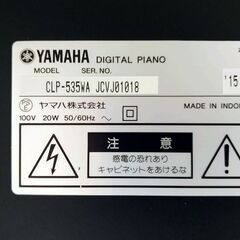 YAMAHA DIGITAL PIANO
MODEL SER NO.
CLP-535WA JCVJ01018
'15
ヤマハ株式会社
100V 20W 50/60Hz
MADE IN INDO
注意
感電の恐れあり
キャビネットをあけるな